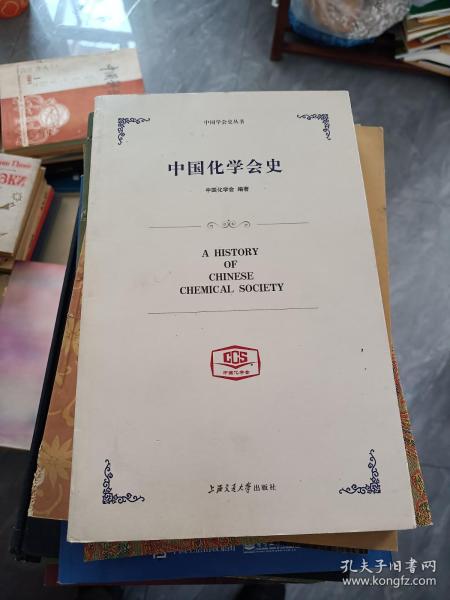 中国学会史丛书
中国化学会史
中国化学会 编著
A HISTORY
OF
CHINESE
CHEMICAL SOCIETY
CCS
中国化学会
上海交通大学出版社
孔夫子旧书网
www.kongfz.com